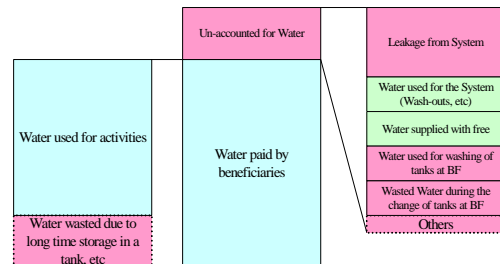 Un-accounted for Water
Leakage from System
Water used for the System
(Wash-outs, etc)
Water supplied with free
Water used for washing of
tanks at BF
Wasted Water during the
change of tanks at BF
Others
Water used for activities
Water wasted due to
long time storage in a
tank, etc
Water paid by
beneficiaries